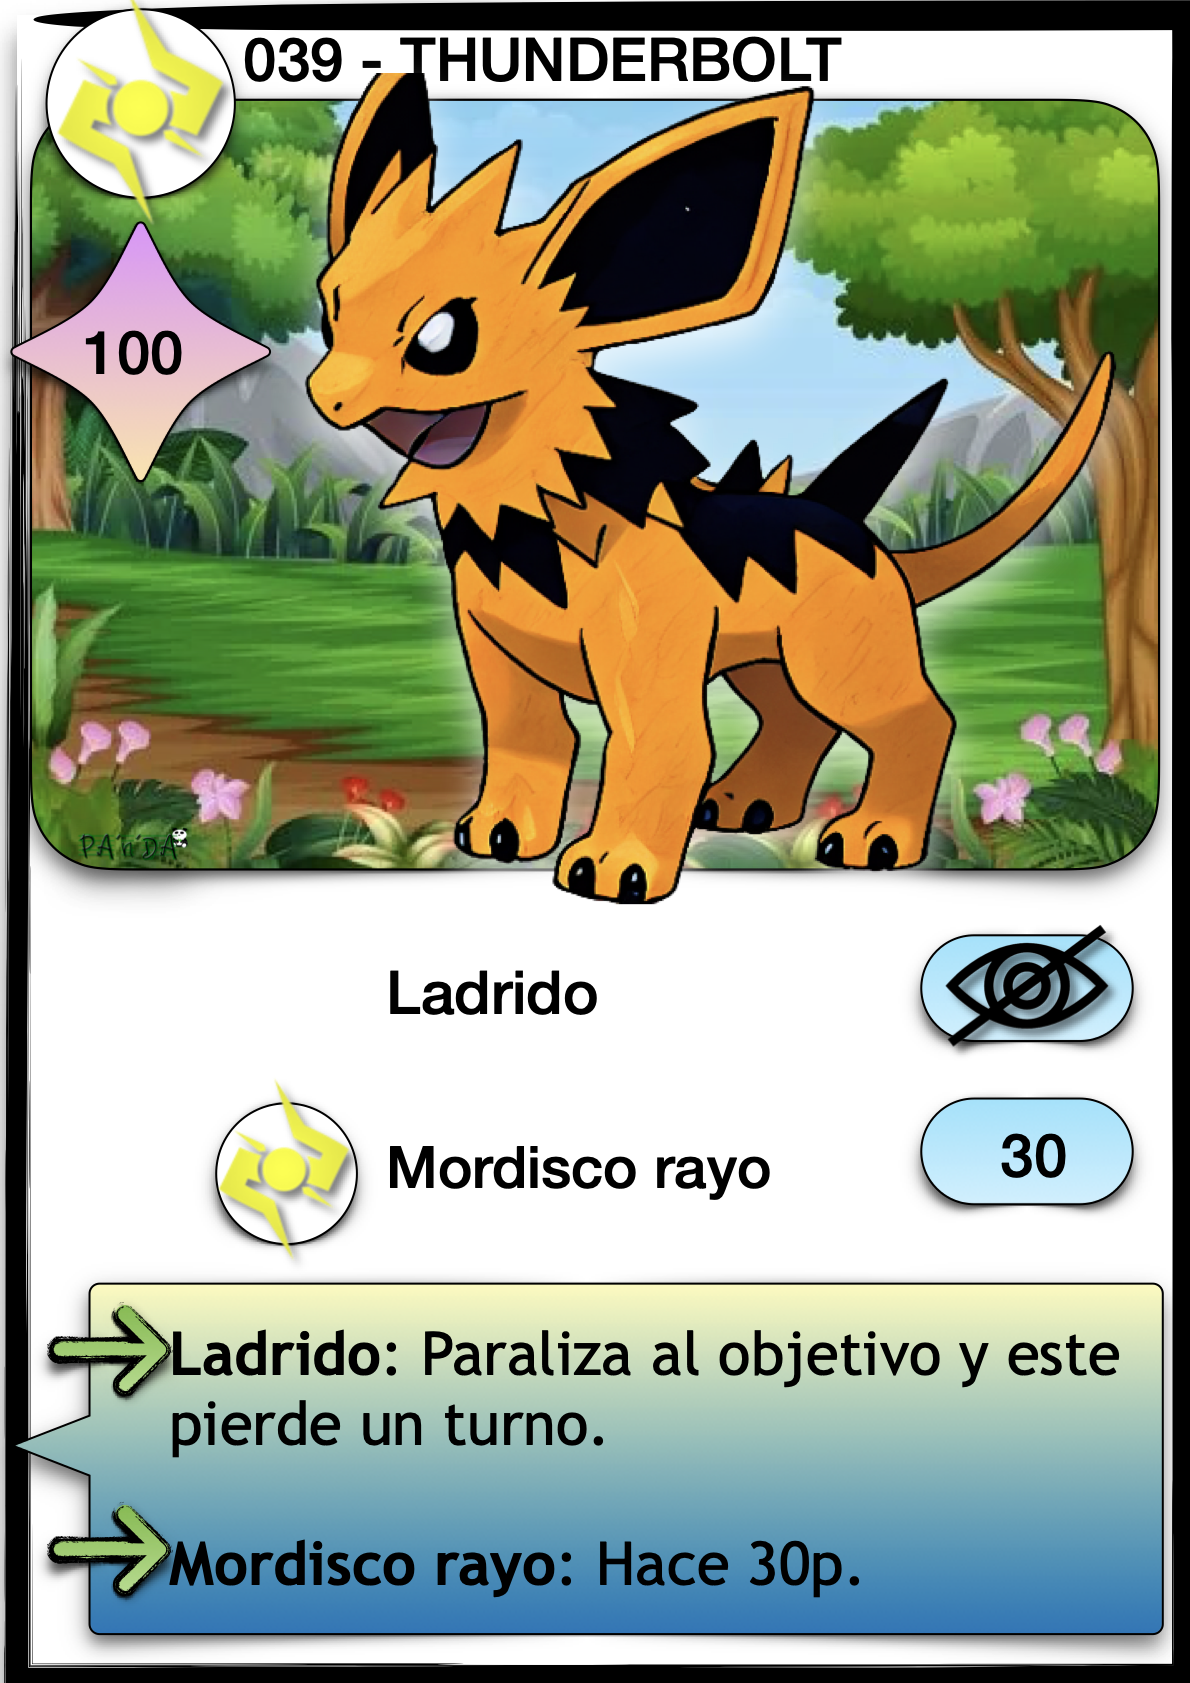 039 - THUNDERBOLT
100
PANDA
Ladrido
Mordisco rayo
30
Ladrido: Paraliza al objetivo y este
pierde un turno.
Mordisco rayo: Hace 30p.